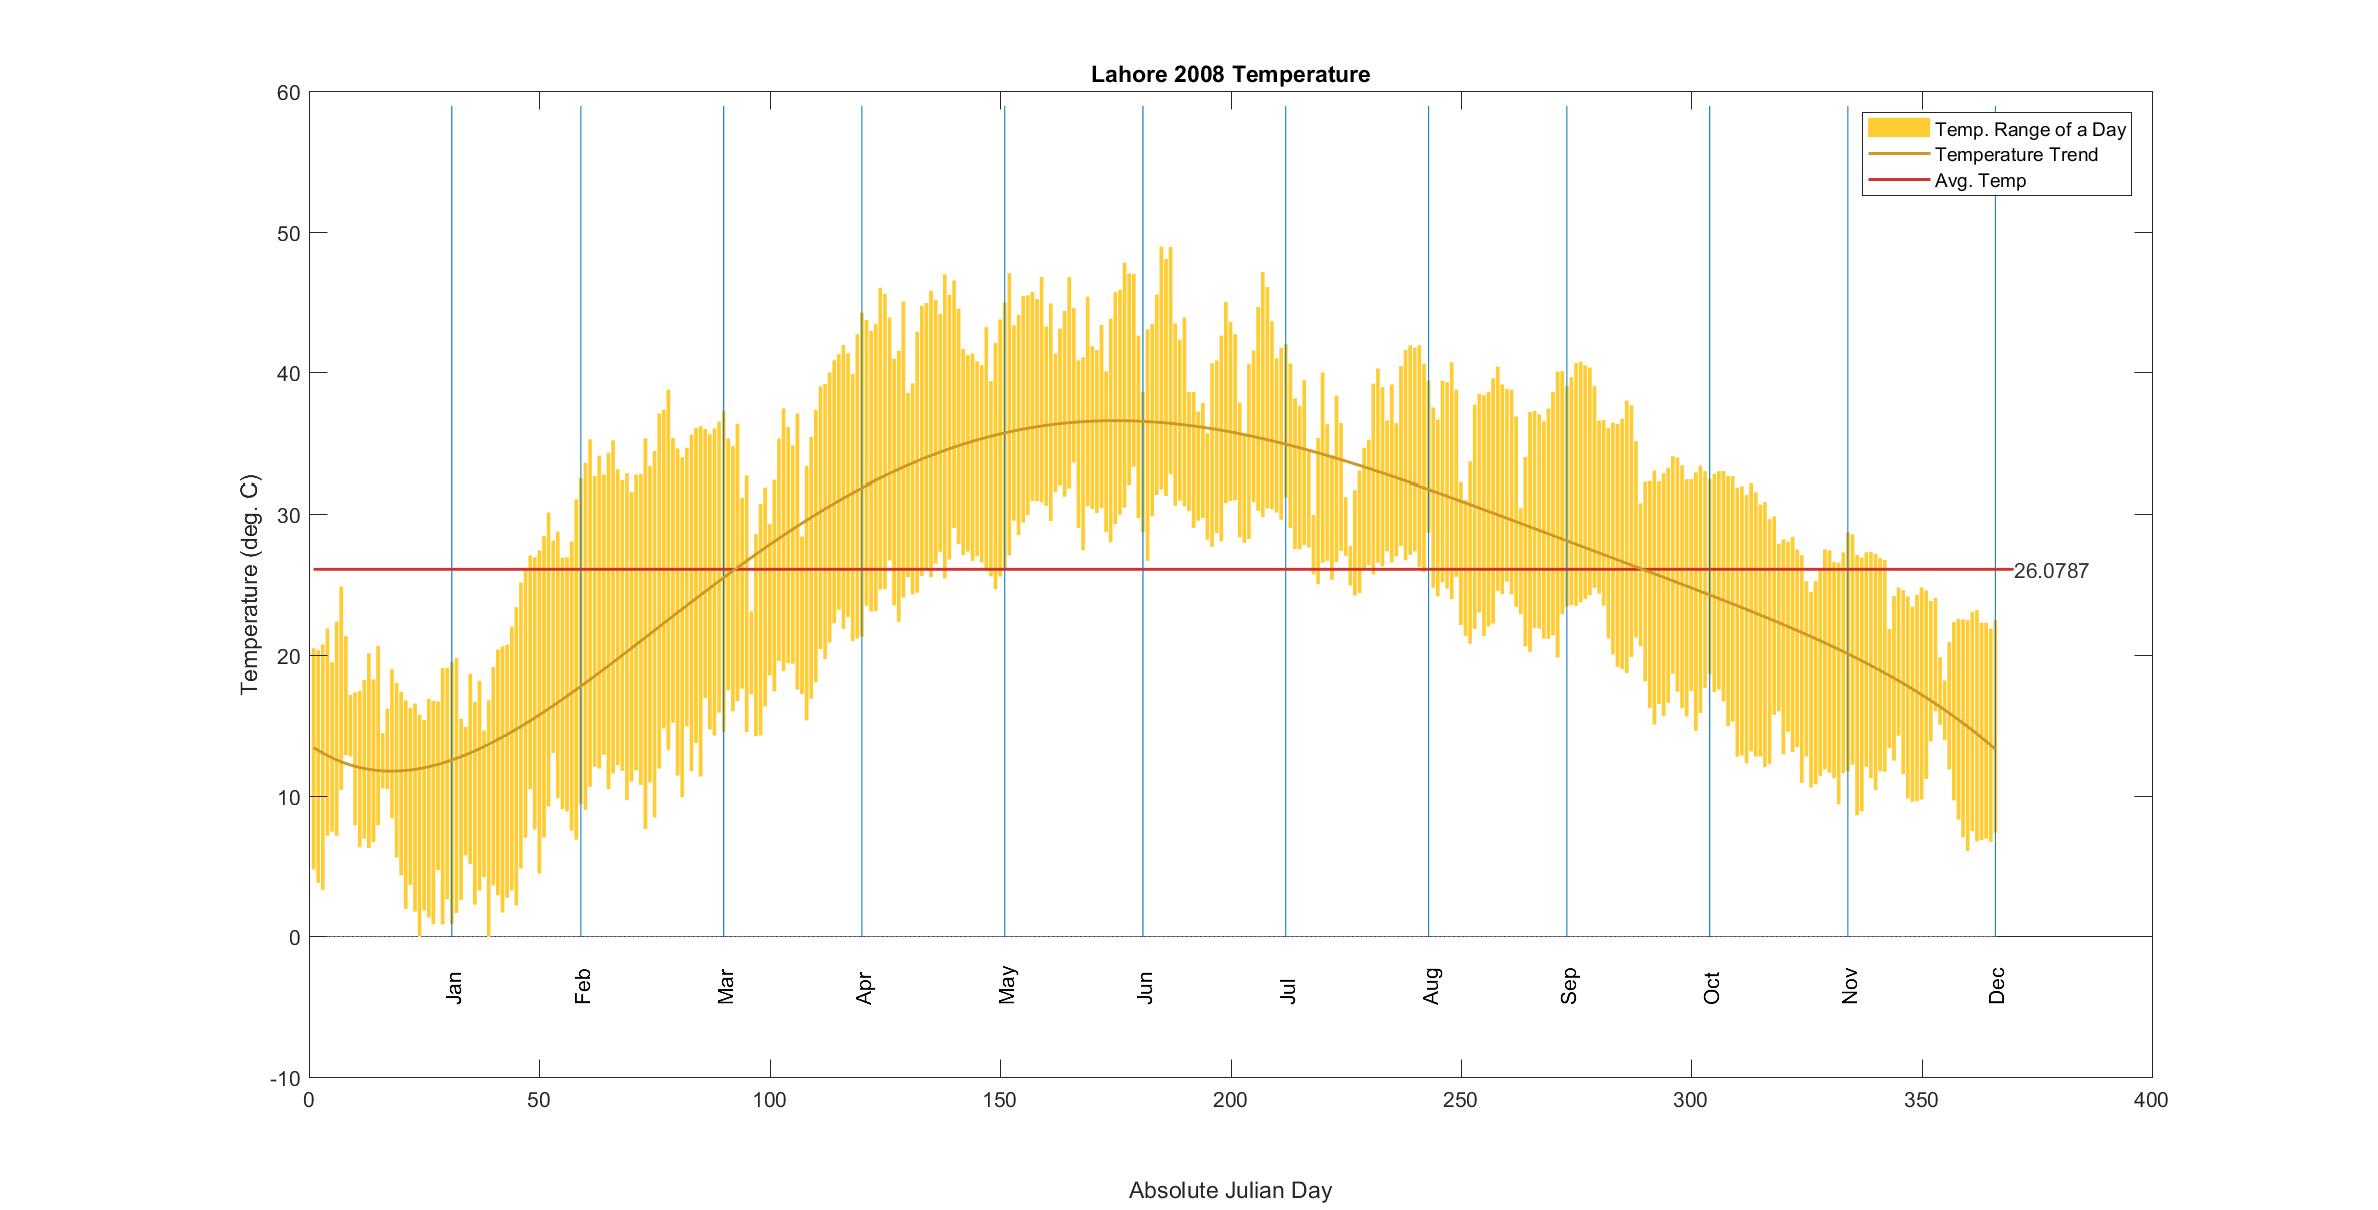 Lahore 2008 Temperature
60
50
40
30
20
10
0
-10
Temperature (deg. C)
Temp. Range of a Day
Temperature Trend
Avg. Temp
26.0787
Jan
Feb
Mar
Apr
May
Jun
Jul
Aug
Sep
Oct
Nov
Dec
0 50 100 150 200 250 300 350 400
Absolute Julian Day